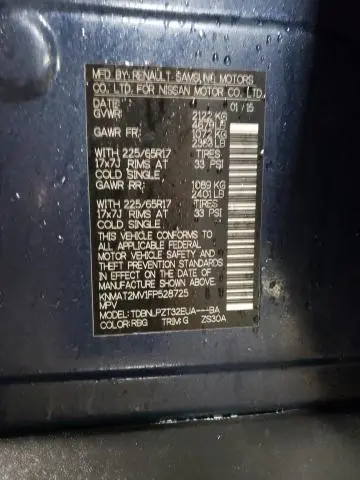 MFD. BY: RENAULT SAMSUNG MOTORS
CO., LTD. FOR NISSAN MOTOR CO., LTD.
DATE: 01/15
GVWR: 2122 KG
4679 LB
GAWR FR: 1072 KG
2363 LB
WITH 225/65R17 TIRES
17x7J RIMS AT 33 PSI
COLD SINGLE
GAWR RR: 1089 KG
2401 LB
WITH 225/65R17 TIRES
17x7J RIMS AT 33 PSI
COLD SINGLE
THIS VEHICLE CONFORMS TO ALL
APPLICABLE FEDERAL
MOTOR VEHICLE SAFETY AND
THEFT PREVENTION STANDARDS
IN EFFECT ON THE DATE OF
MANUFACTURE SHOWN ABOVE.
KNMAT2MV1FP528725
MPV
MODEL: TDBNLPZT32EUA---BA
COLOR: RBG TRIM: G ZS30A